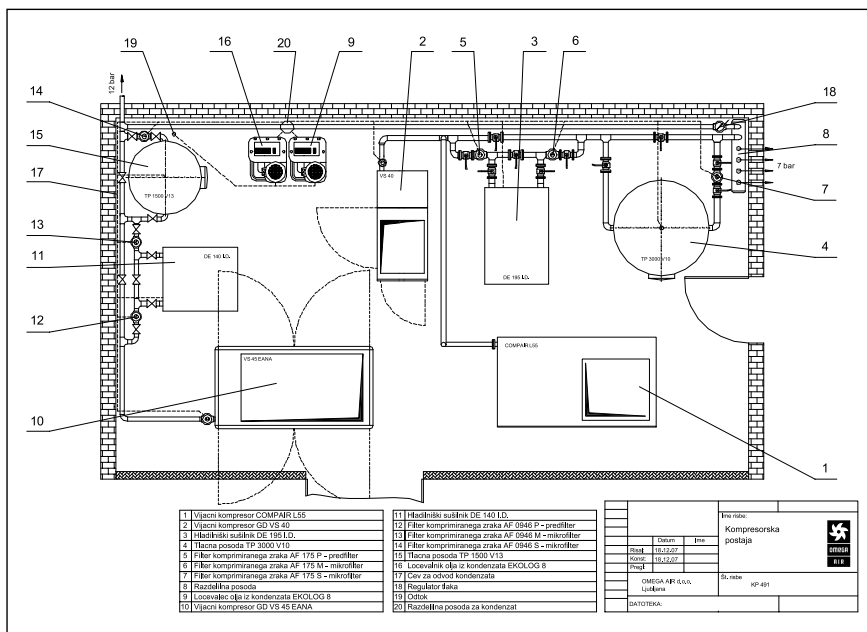 19
16
20
9
2
5
3
6
12 bar
14
18
15
8
17
7 bar
7
13
4
11
12
10
1
TP 1500 V13
VS 40
DE 140 I.D.
DE 195 I.D.
TP 3000 V10
VS 45 EANA
COMPAIR L55
1 Vijacni kompresor COMPAIR L55
2 Vijacni kompresor GD VS 40
3 Hladilniški sušilnik DE 195 I.D.
4 Tlacna posoda TP 3000 V10
5 Filter komprimiranega zraka AF 175 P - predfilter
6 Filter komprimiranega zraka AF 175 M - mikrofilter
7 Filter komprimiranega zraka AF 175 S - mikrofilter
8 Razdelilna posoda
9 Locevalec olja iz kondenzata EKOLOG 8
10 Vijacni kompresor GD VS 45 EANA
11 Hladilniški sušilnik DE 140 I.D.
12 Filter komprimiranega zraka AF 0946 P - predfilter
13 Filter komprimiranega zraka AF 0946 M - mikrofilter
14 Filter komprimiranega zraka AF 0946 S - mikrofilter
15 Tlacna posoda TP 1500 V13
16 Locevalnik olja iz kondenzata EKOLOG 8
17 Cev za odvod kondenzata
18 Regulator tlaka
19 Odtok
20 Razdelilna posoda za kondenzat
Datum Ime
Risal: 18.12.07
Konst: 18.12.07
Pregl:
OMEGA AIR d.o.o.
Ljubljana
DATOTEKA:
Ime risbe:
Kompresorska
postaja
Št. risbe
KP 491
OMEGA
AIR